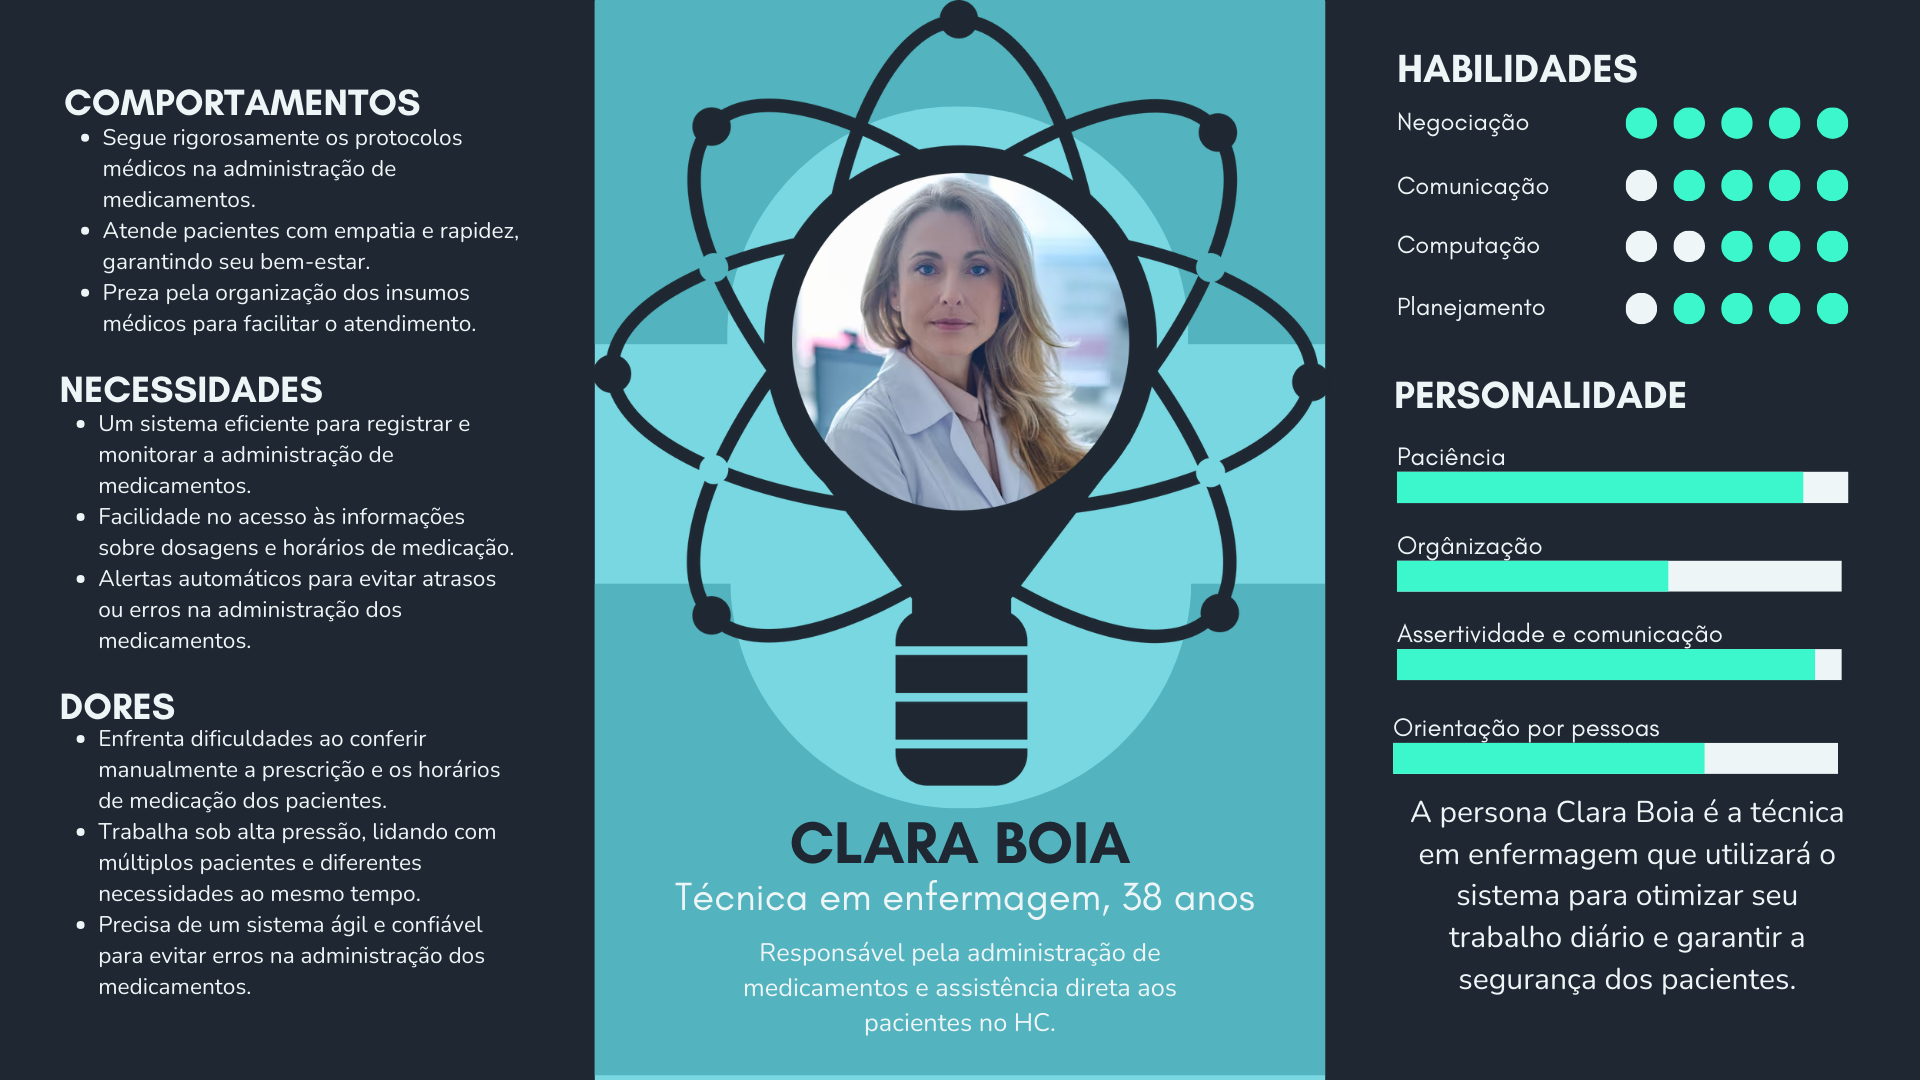 COMPORTAMENTOS
Segue rigorosamente os protocolos
médicos na administração de
medicamentos.
Atende pacientes com empatia e rapidez,
garantindo seu bem-estar.
Preza pela organização dos insumos
médicos para facilitar o atendimento.
NECESSIDADES
Um sistema eficiente para registrar e
monitorar a administração de
medicamentos.
Facilidade no acesso às informações
sobre dosagens e horários de medicação.
Alertas automáticos para evitar atrasos
ou erros na administração dos
medicamentos.
DORES
Enfrenta dificuldades ao conferir
manualmente a prescrição e os horários
de medicação dos pacientes.
Trabalha sob alta pressão, lidando com
múltiplos pacientes e diferentes
necessidades ao mesmo tempo.
Precisa de um sistema ágil e confiável
para evitar erros na administração dos
medicamentos.
CLARA BOIA
Técnica em enfermagem, 38 anos
Responsável pela administração de
medicamentos e assistência direta aos
pacientes no HC.
HABILIDADES
Negociação
Comunicação
Computação
Planejamento
PERSONALIDADE
Paciência
Orgânização
Assertividade e comunicação
Orientação por pessoas
A persona Clara Boia é a técnica
em enfermagem que utilizará o
sistema para otimizar seu
trabalho diário e garantir a
segurança dos pacientes.